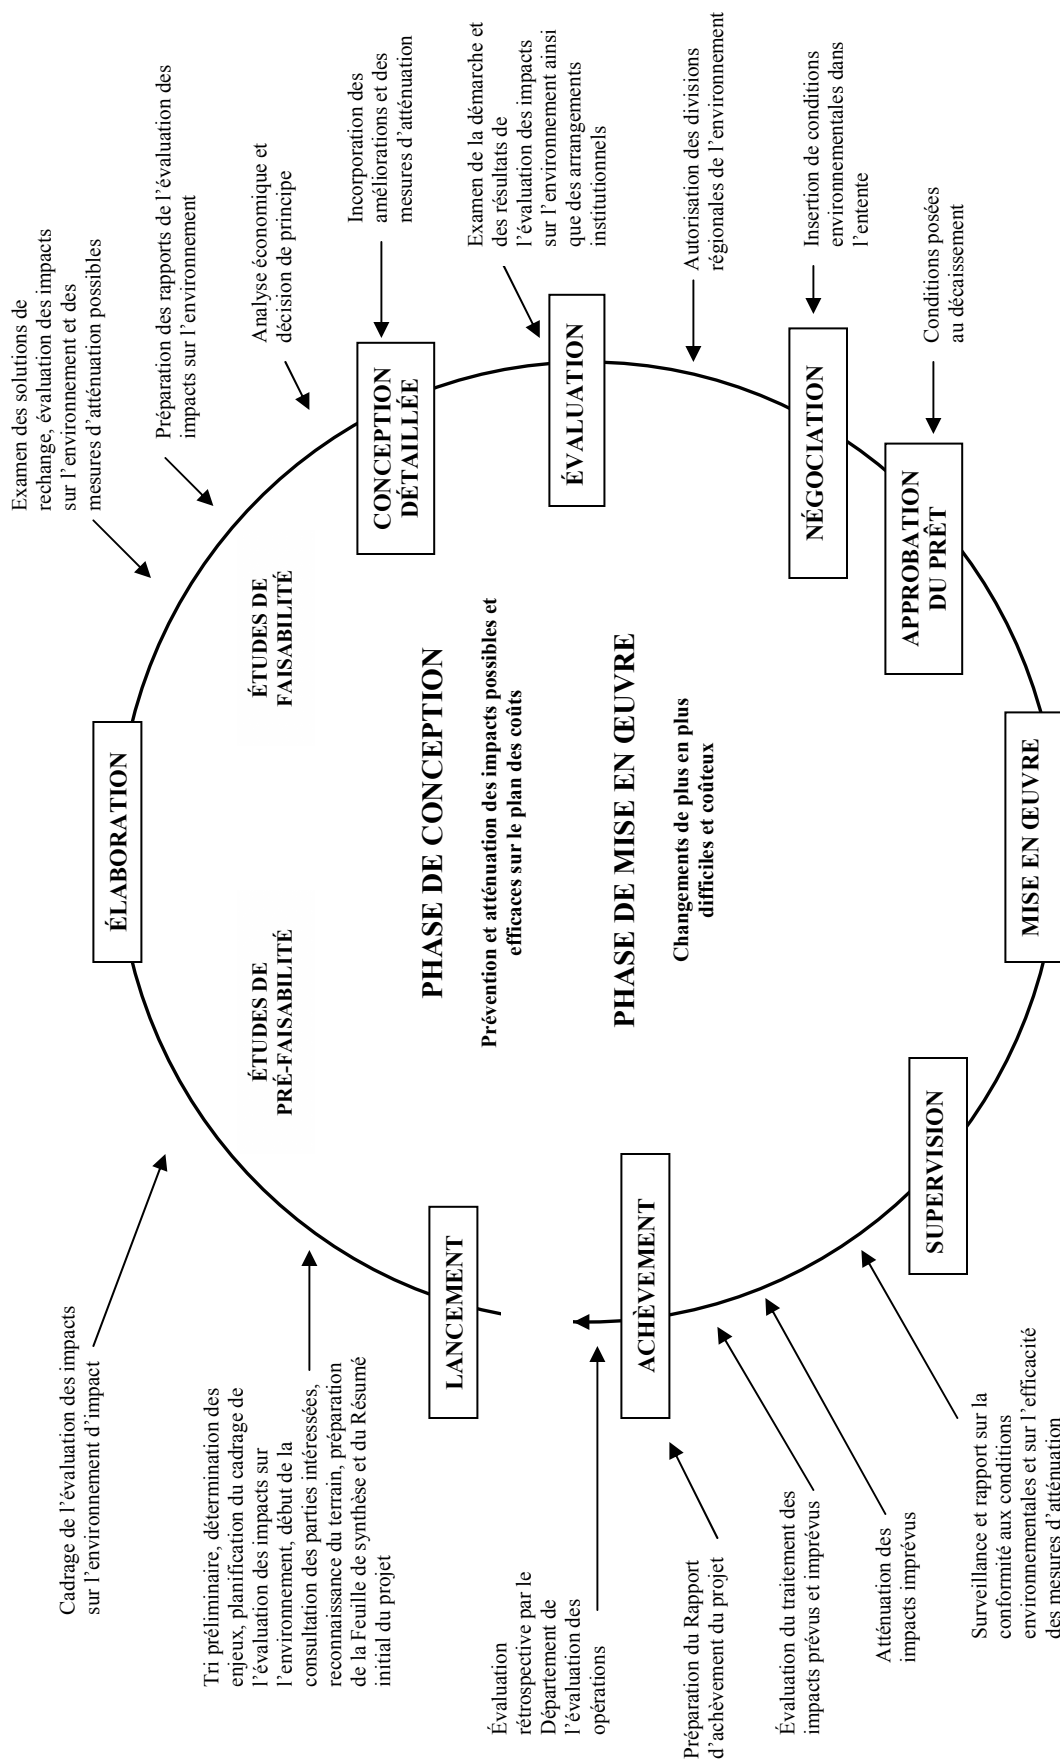 Cadrage de l'évaluation des impacts
sur l'environnement d'impact
Tri préliminaire, détermination des
enjeux, planification du cadrage de
l'évaluation des impacts sur
l'environnement, début de la
consultation des parties intéressées,
reconnaissance du terrain, préparation
de la Feuille de synthèse et du Résumé
initial du projet
LANCEMENT
ÉTUDES DE
PRÉ-FAISABILITÉ
ÉLABORATION
ÉTUDES DE
FAISABILITÉ
Examen des solutions de
rechange, évaluation des impacts
sur l'environnement et des
mesures d'atténuation possibles
Préparation des rapports de l'évaluation des
impacts sur l'environnement
Analyse économique et
décision de principe
CONCEPTION
DÉTAILLÉE
Incorporation des
améliorations et des
mesures d'atténuation
PHASE DE CONCEPTION
Prévention et atténuation des impacts possibles et
efficaces sur le plan des coûts
ÉVALUATION
Examen de la démarche et
des résultats de
l'évaluation des impacts
sur l'environnement ainsi
que des arrangements
institutionnels
PHASE DE MISE EN ŒUVRE
Changements de plus en plus
difficiles et coûteux
Autorisation des divisions
régionales de l'environnement
NÉGOCIATION
Insertion de conditions
environnementales dans
l'entente
APPROBATION
DU PRÊT
Conditions posées
au décaissement
MISE EN ŒUVRE
SUPERVISION
Surveillance et rapport sur la
conformité aux conditions
environnementales et sur l'efficacité
des mesures d'atténuation
Atténuation des
impacts imprévus
Évaluation du traitement des
impacts prévus et imprévus
ACHÈVEMENT
Préparation du Rapport
d'achèvement du projet
Évaluation
rétrospective par le
Département de
l'évaluation des
opérations